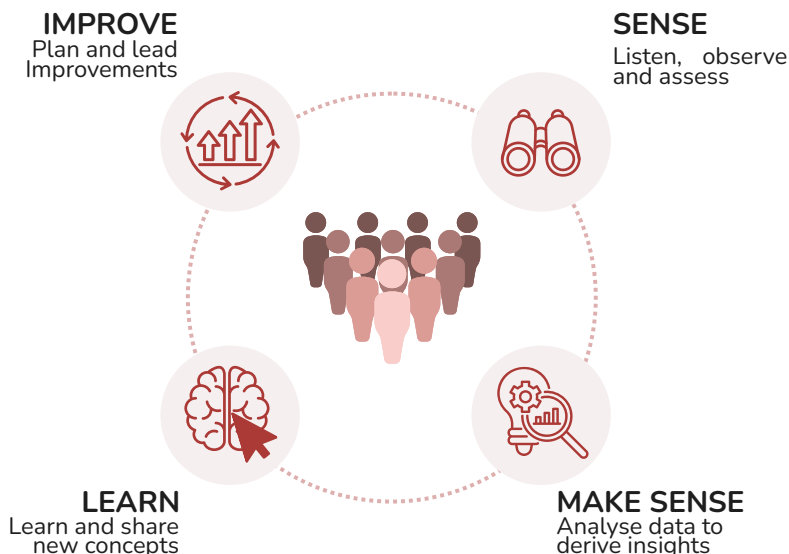 IMPROVE
Plan and lead
Improvements
SENSE
Listen, observe
and assess
LEARN
Learn and share
new concepts
MAKE SENSE
Analyse data to
derive insights